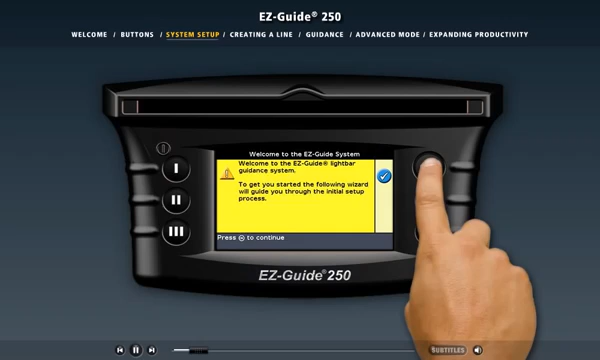 EZ-Guide® 250
WELCOME / BUTTONS / SYSTEM SETUP / CREATING A LINE / GUIDANCE / ADVANCED MODE / EXPANDING PRODUCTIVITY
Welcome to the EZ-Guide System
Welcome to the EZ-Guide® lightbar
guidance system.
To get you started the following wizard
will guide you through the initial setup
process.
Press to continue
I
II
III
EZ-Guide® 250
SUBTITLES